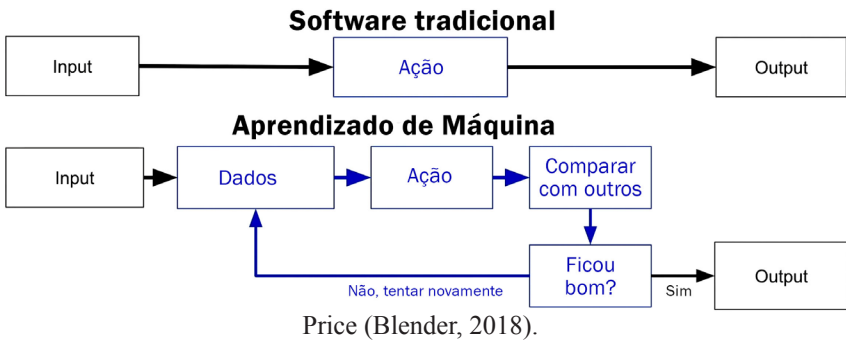 Software tradicional
Input
Ação
Output
Aprendizado de Máquina
Input
Dados
Ação
Comparar
com outros
Ficou
bom?
Não, tentar novamente
Sim
Output
Price (Blender, 2018).